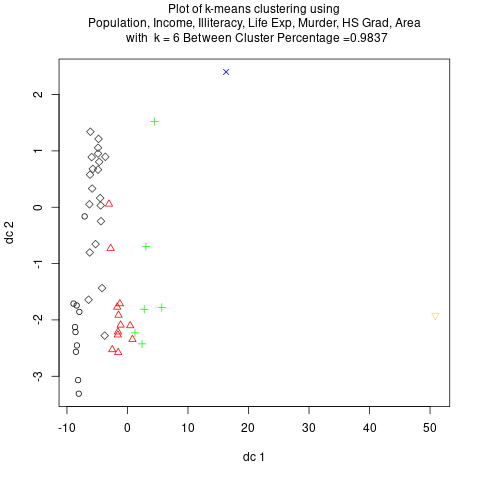 Plot of k-means clustering using
Population, Income, Illiteracy, Life Exp, Murder, HS Grad, Area
with k = 6 Between Cluster Percentage =0.9837
2
1
0
-1
-2
-3
dc 2
-10 0 10 20 30 40 50
dc 1